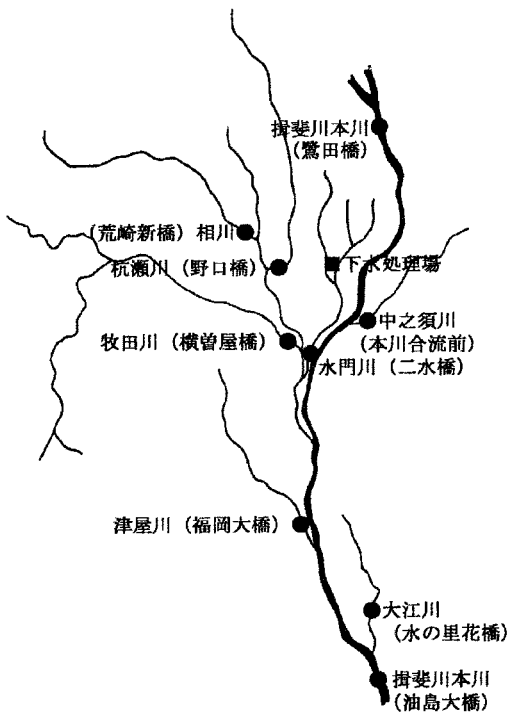 揖斐川本川
(鷺田橋)
(荒崎新橋) 相川
杭瀬川 (野口橋)
下水処理場
中之須川
(本川合流前)
牧田川 (横曽屋橋)
水門川 (二水橋)
津屋川 (福岡大橋)
大江川
(水の里花橋)
揖斐川本川
(油島大橋)